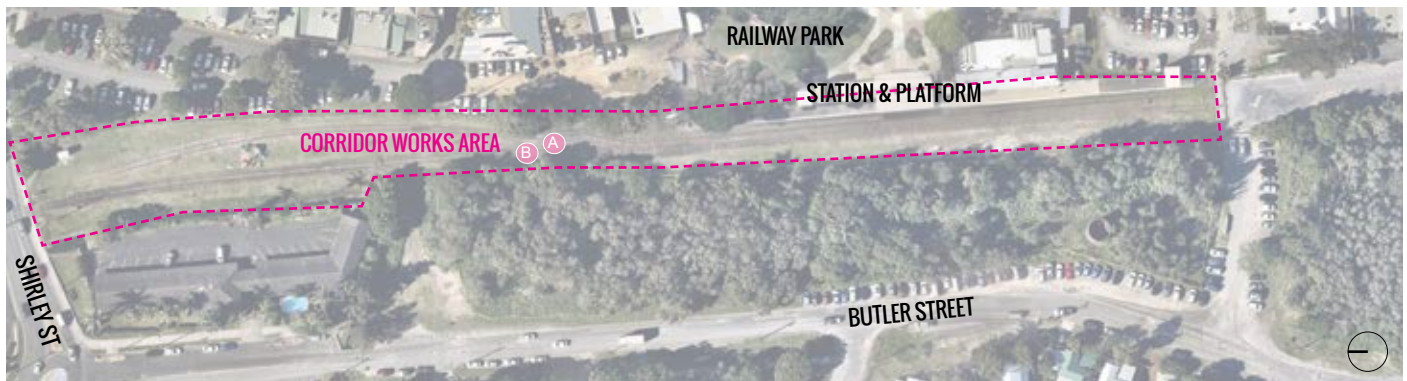 RAILWAY PARK
STATION & PLATFORM
CORRIDOR WORKS AREA
A
B
SHIRLEY ST
BUTLER STREET